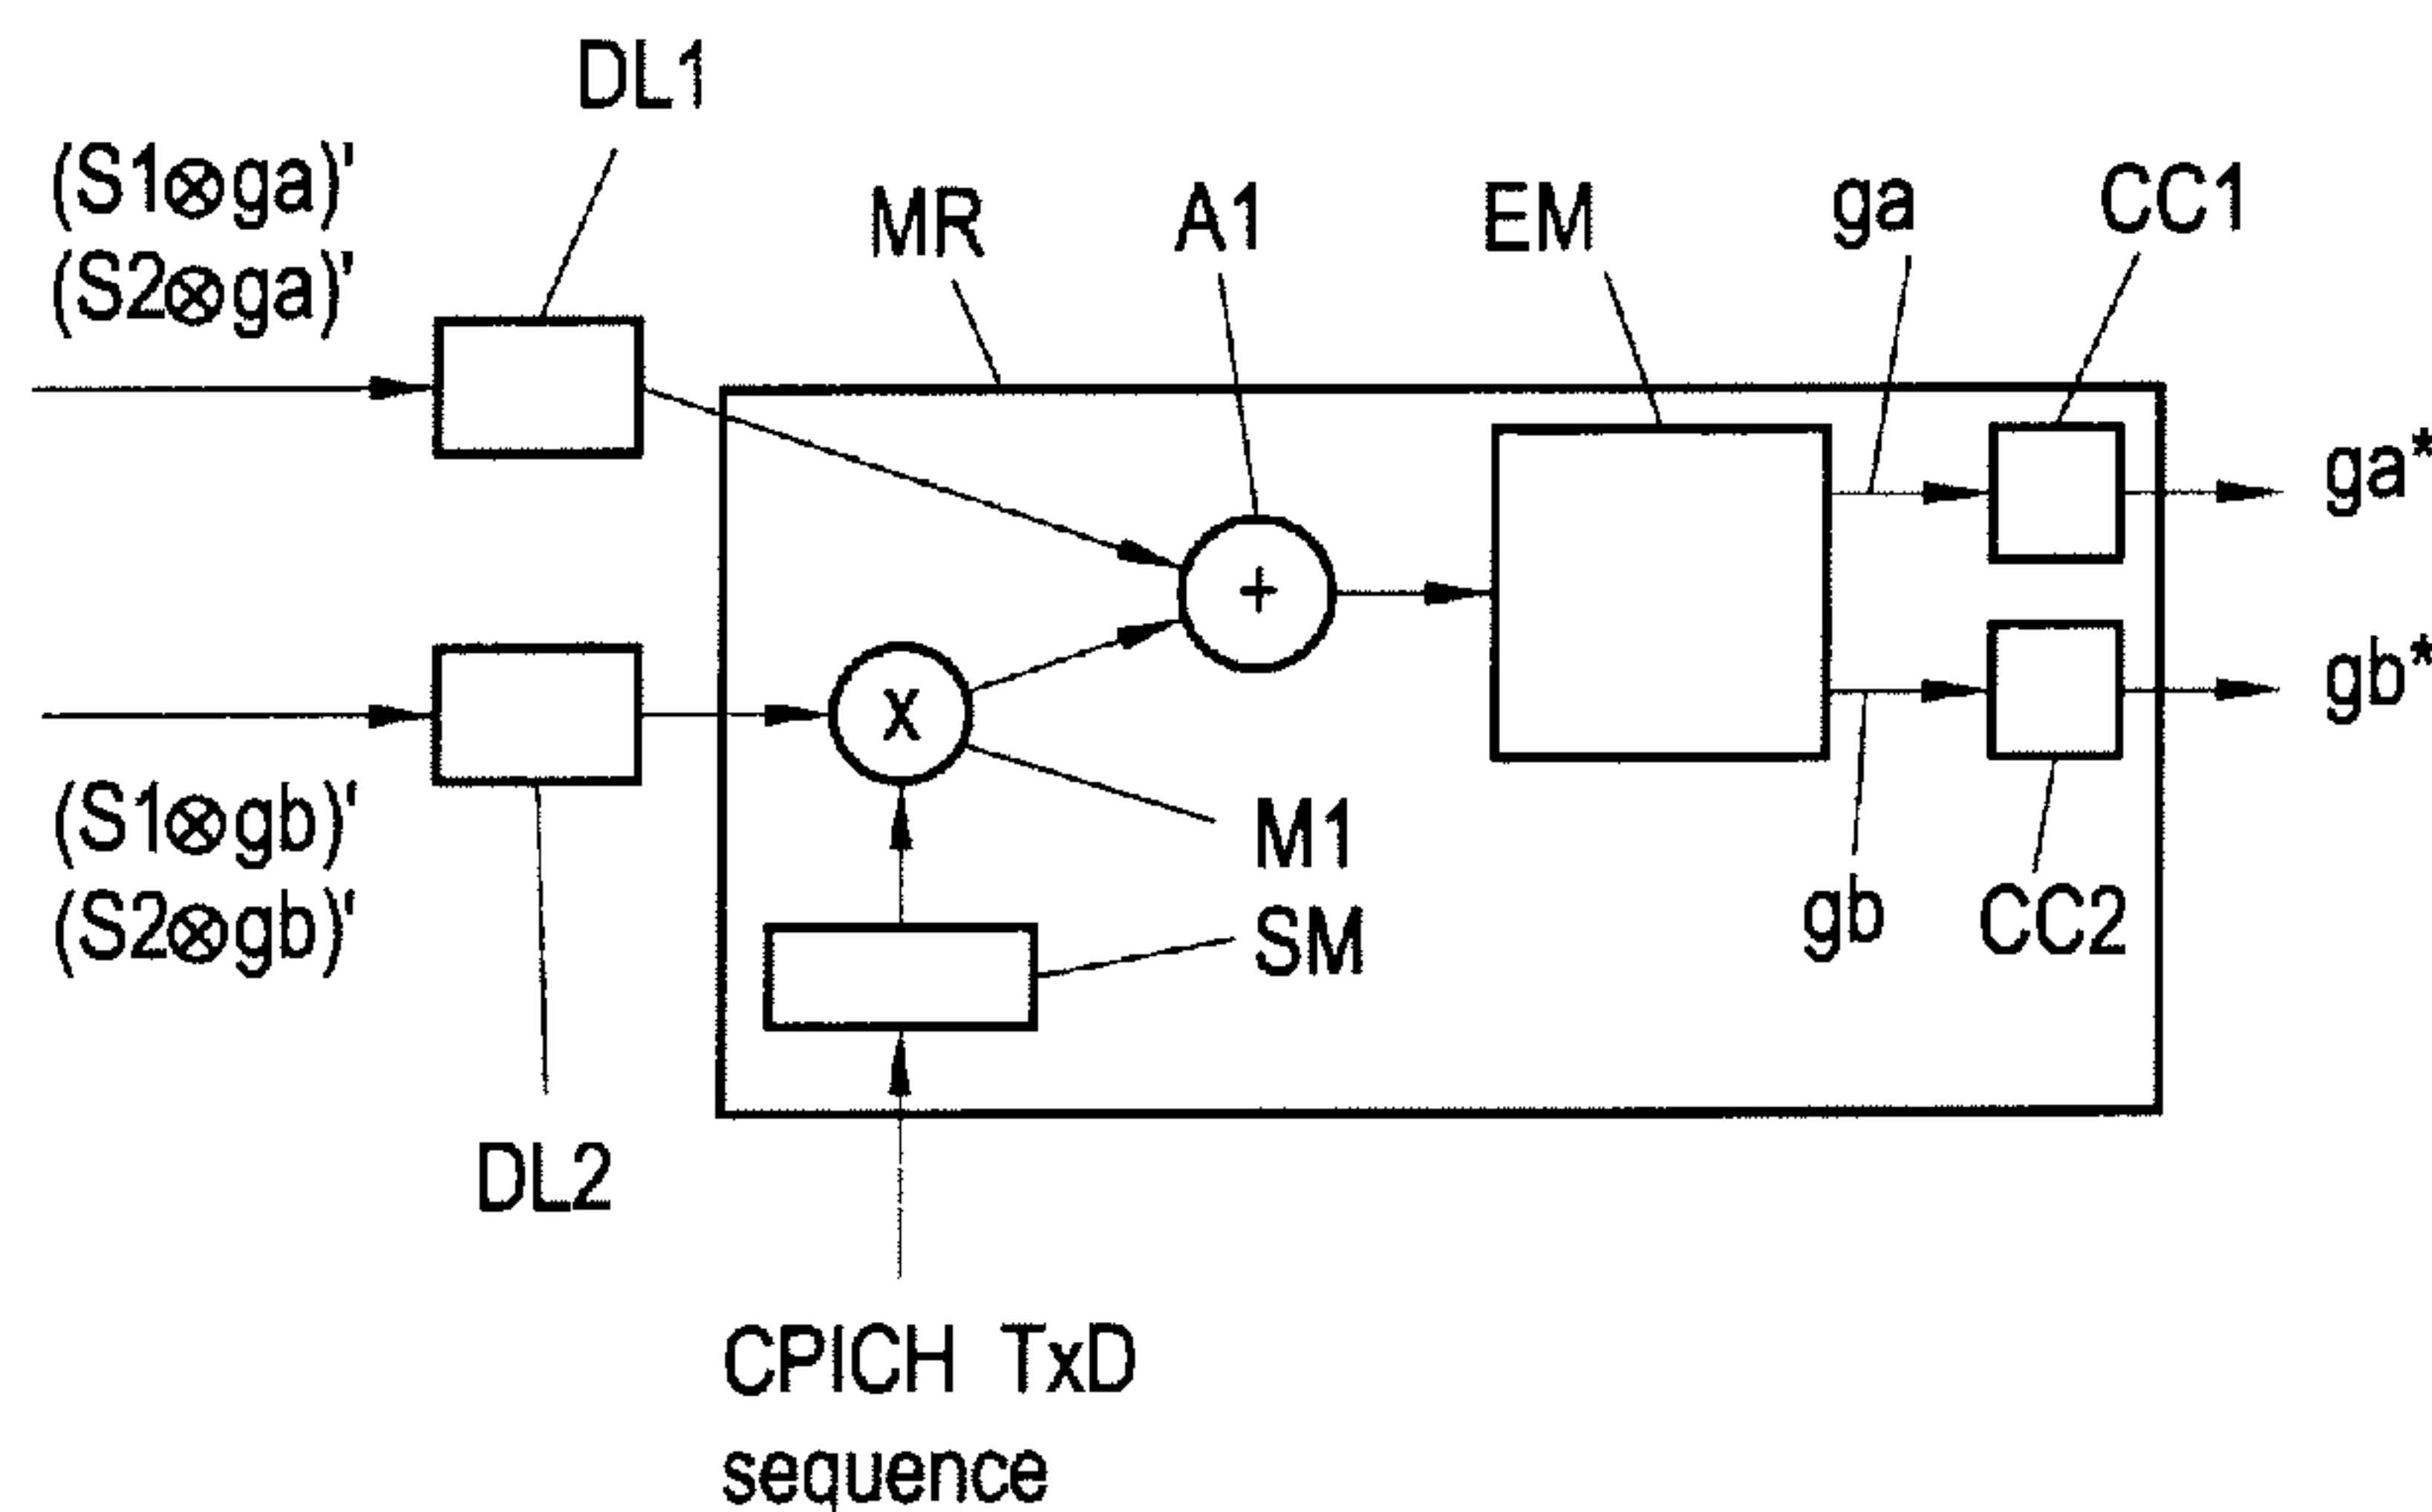 DL1
(S1⊗ga)'
(S2⊗ga)'
MR
A1
EM
ga
CC1
ga*
+
gb*
x
(S1⊗gb)'
(S2⊗gb)'
M1
SM
gb
CC2
DL2
CPICH TxD
sequence